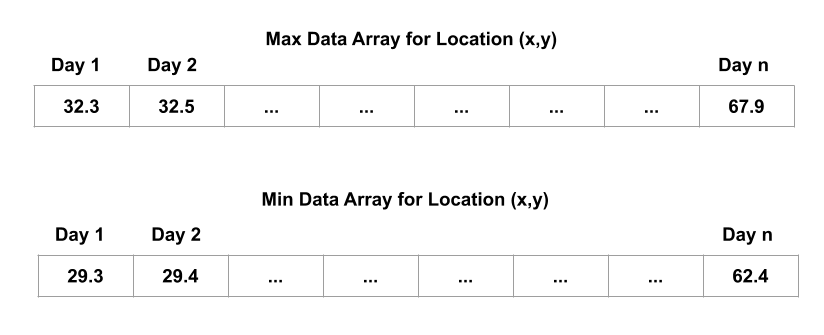 Max Data Array for Location (x,y)
Day 1 Day 2 Day n
32.3 32.5 ... ... ... ... ... 67.9
Min Data Array for Location (x,y)
Day 1 Day 2 Day n
29.3 29.4 ... ... ... ... ... 62.4